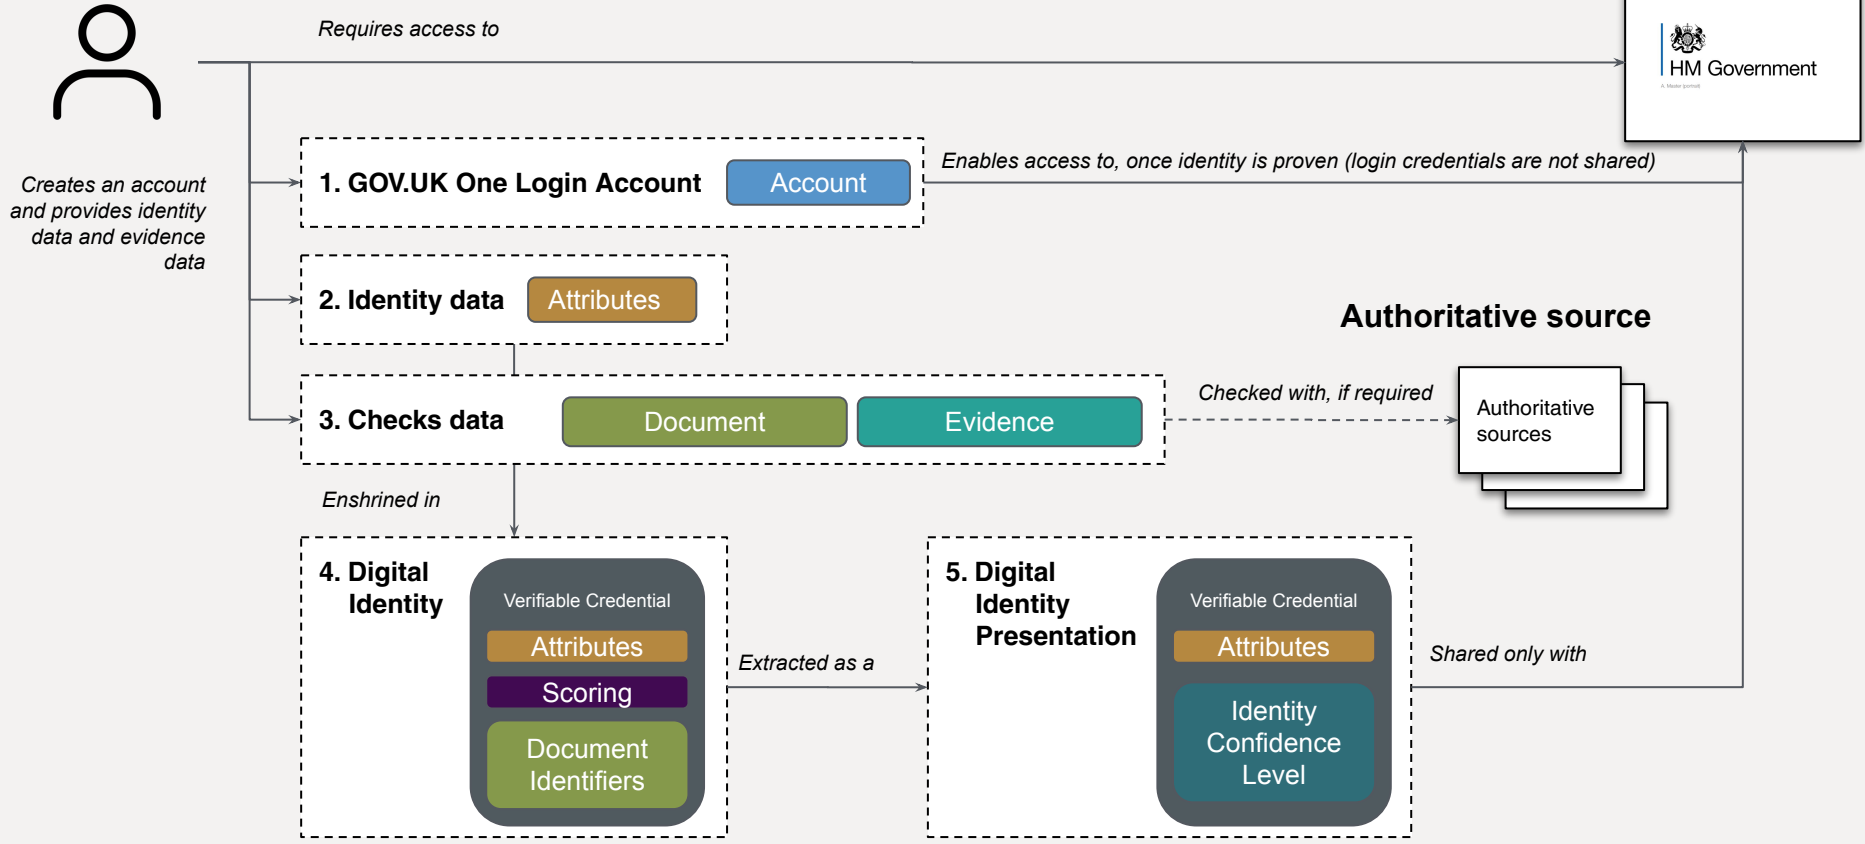 Requires access to
HM Government
A. Master (portrait)
Creates an account
and provides identity
data and evidence
data
1. GOV.UK One Login Account
Account
Enables access to, once identity is proven (login credentials are not shared)
2. Identity data
Attributes
Authoritative source
3. Checks data
Document
Evidence
Checked with, if required
Authoritative
sources
Enshrined in
4. Digital
Identity
Verifiable Credential
Attributes
Scoring
Document
Identifiers
Extracted as a
5. Digital
Identity
Presentation
Verifiable Credential
Attributes
Identity
Confidence
Level
Shared only with